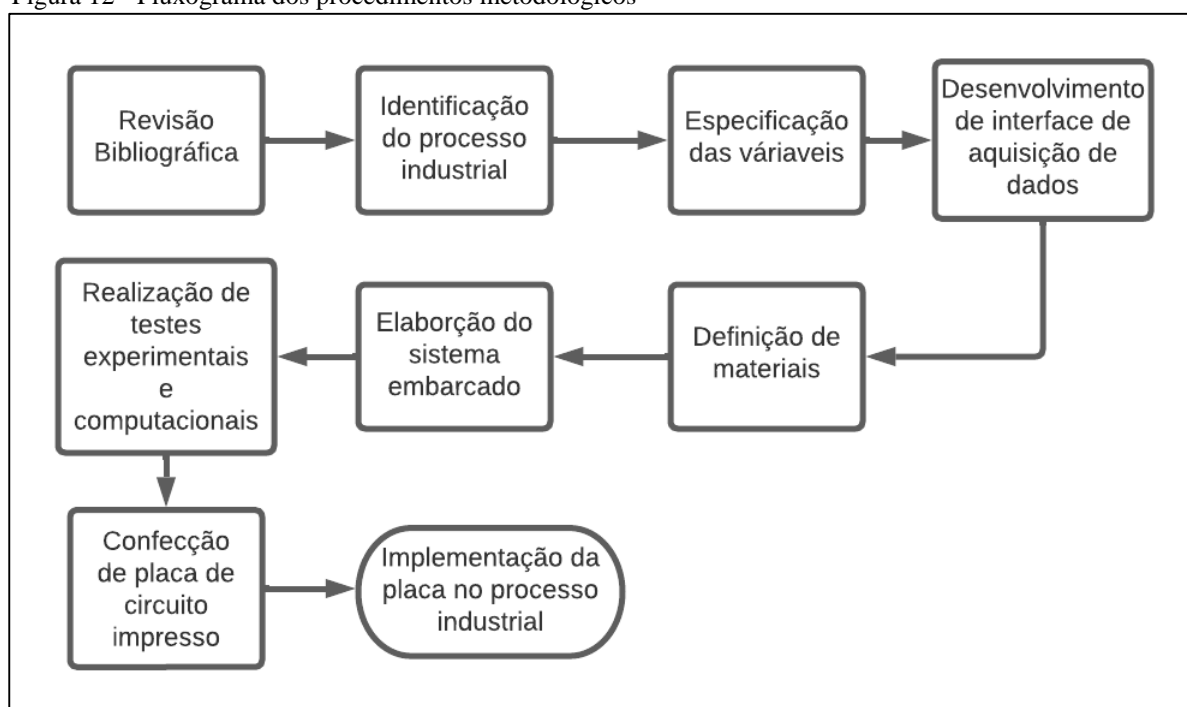 Figura 12 - Fluxograma dos procedimentos metodológicos
Revisão
Bibliográfica
Identificação
do processo
industrial
Especificação
das váriaveis
Desenvolvimento
de interface de
aquisição de
dados
Definição de
materiais
Elaborção do
sistema
embarcado
Realização de
testes
experimentais
e
computacionais
Confecção
de placa de
circuito
impresso
Implementação da
placa no processo
industrial